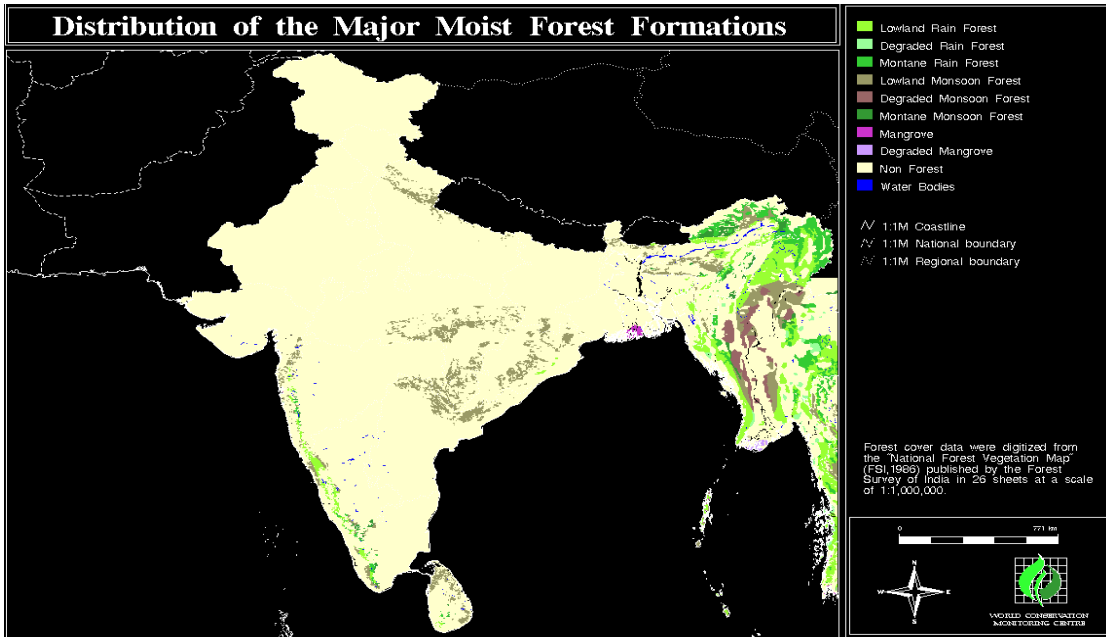 Distribution of the Major Moist Forest Formations
Lowland Rain Forest
Degraded Rain Forest
Montane Rain Forest
Lowland Monsoon Forest
Degraded Monsoon Forest
Montane Monsoon Forest
Mangrove
Degraded Mangrove
Non Forest
Water Bodies
1:1M Coastline
1:1M National boundary
1:1M Regional boundary
Forest cover data were digitized from
the "National Forest Vegetation Map"
(FSI,1986) published by the Forest
Survey of India in 26 sheets at a scale
of 1:1,000,000.
0 771 km
N
W E
S
WORLD CONSERVATION
MONITORING CENTRE